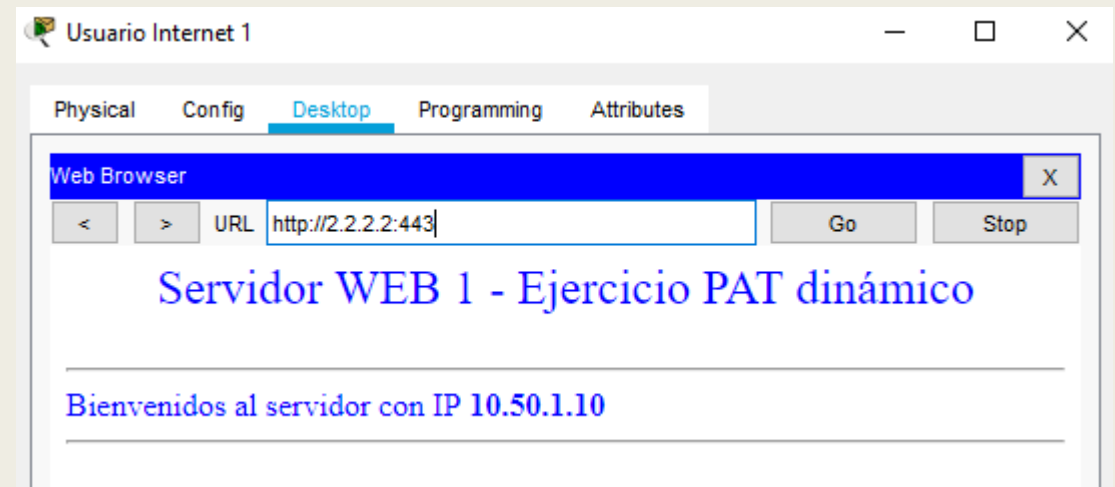 Usuario Internet 1
Physical Config Desktop Programming Attributes
Web Browser X
< > URL http://2.2.2.2:443 Go Stop
Servidor WEB 1 - Ejercicio PAT dinámico
Bienvenidos al servidor con IP 10.50.1.10